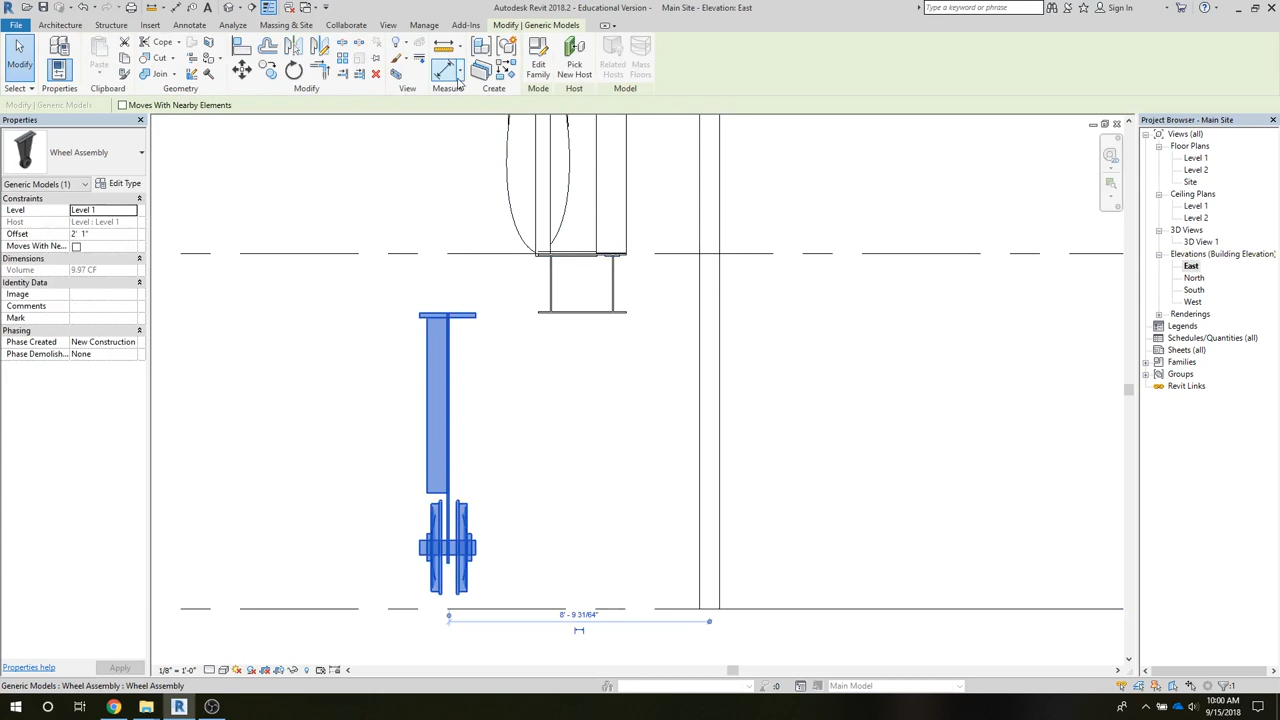 Autodesk Revit 2018.2 - Educational Version - Main Site - Elevation: East
Type a keyword or phrase
Sign In
File Architecture Structure Insert Annotate Analyze Massing & Site Collaborate View Manage Add-Ins Modify | Generic Models
Modify
Properties
Paste
Cope
Cut
Join
Edit
Family
Pick
New Host
Related
Hosts
Mass
Floors
Select Properties Clipboard Geometry Modify View Measure Create Mode Host Model
Modify | Generic Models Moves With Nearby Elements
Properties
Wheel Assembly
Generic Models (1) Edit Type
Constraints
Level Level 1
Host Level : Level 1
Offset 2' 1"
Moves With Ne...
Dimensions
Volume 9.97 CF
Identity Data
Image
Comments
Mark
Phasing
Phase Created New Construction
Phase Demolish... None
Properties help Apply
8' - 9 31/64"
Project Browser - Main Site
Views (all)
Floor Plans
Level 1
Level 2
Site
Ceiling Plans
Level 1
Level 2
3D Views
3D View 1
Elevations (Building Elevation)
East
North
South
West
Renderings
Legends
Schedules/Quantities (all)
Sheets (all)
Families
Groups
Revit Links
1/8" = 1'-0"
Generic Models : Wheel Assembly : Wheel Assembly
:0
Main Model
:1
10:00 AM
9/15/2018